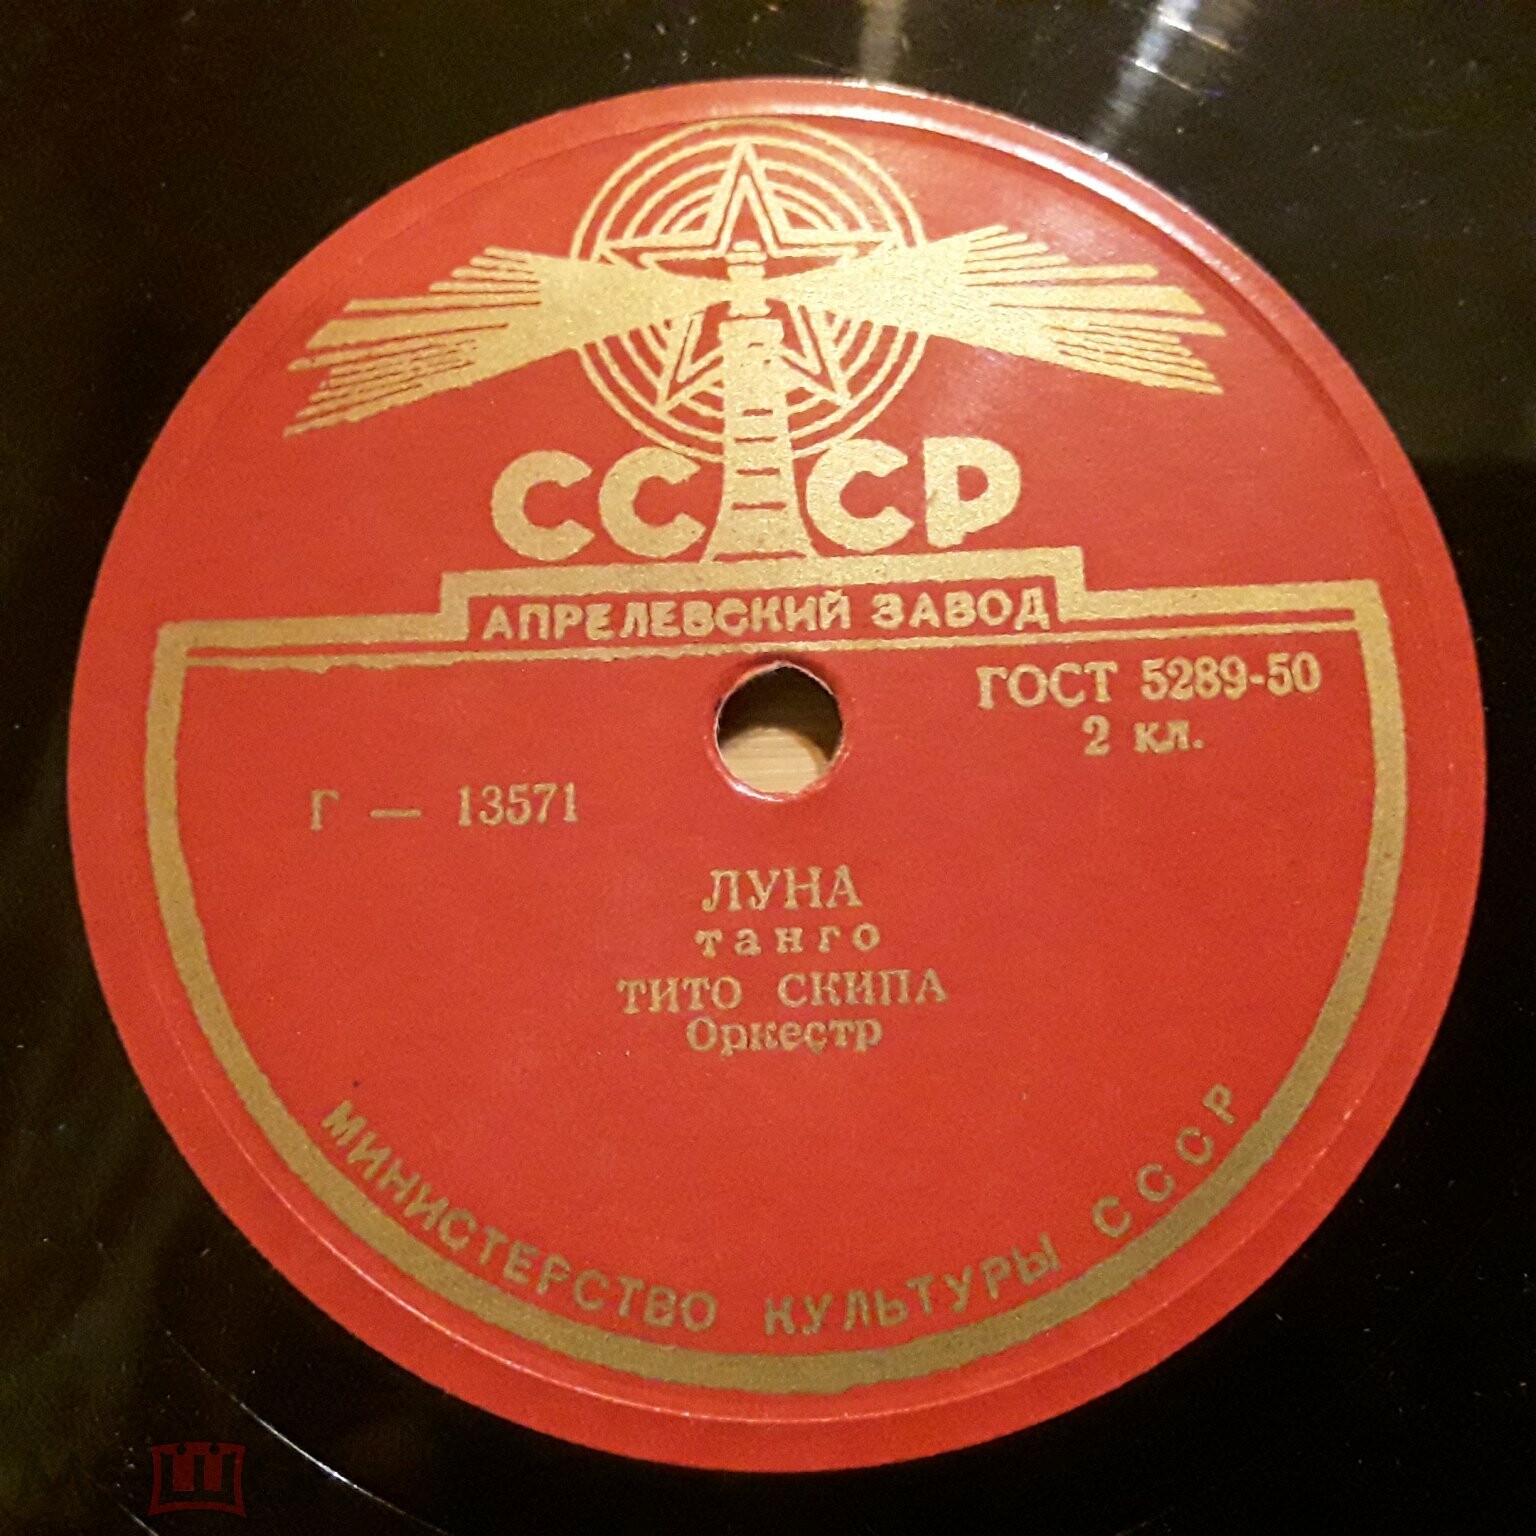 СССР
АПРЕЛЕВСКИЙ ЗАВОД
ГОСТ 5289-50
2 кл.
Г — 13571
ЛУНА
танго
ТИТО СКИПА
Оркестр
МИНИСТЕРСТВО КУЛЬТУРЫ СССР